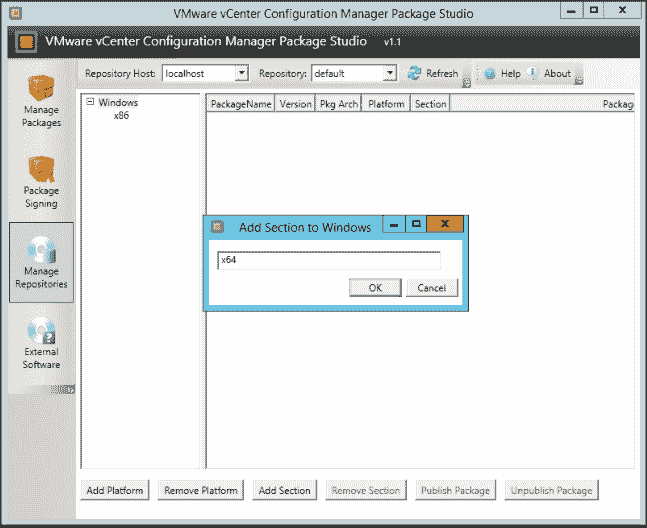 VMware vCenter Configuration Manager Package Studio
VMware vCenter Configuration Manager Package Studio v1.1
Manage
Packages
Package
Signing
Manage
Repositories
External
Software
Repository Host: localhost Repository: default Refresh Help About
Windows
x86
PackageName Version Pkg Arch Platform Section Packag
Add Section to Windows
x64
OK Cancel
Add Platform Remove Platform Add Section Remove Section Publish Package Unpublish Package